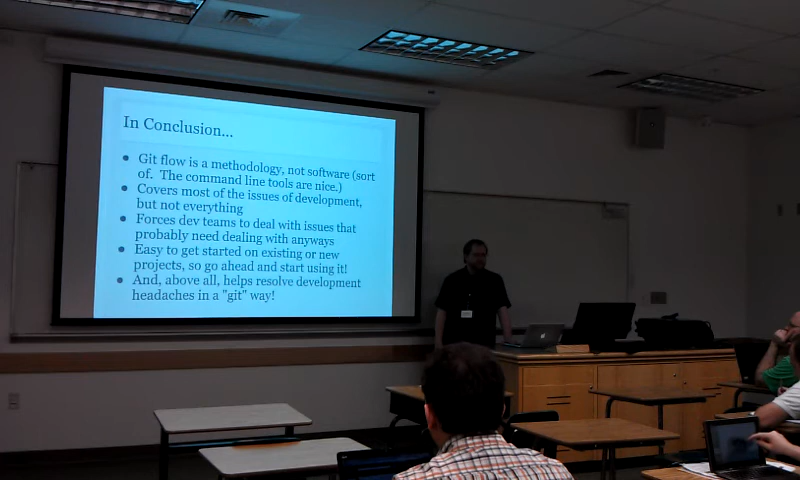 In Conclusion...
Git flow is a methodology, not software (sort
of. The command line tools are nice.)
Covers most of the issues of development,
but not everything
Forces dev teams to deal with issues that
probably need dealing with anyways
Easy to get started on existing or new
projects, so go ahead and start using it!
And, above all, helps resolve development
headaches in a "git" way!